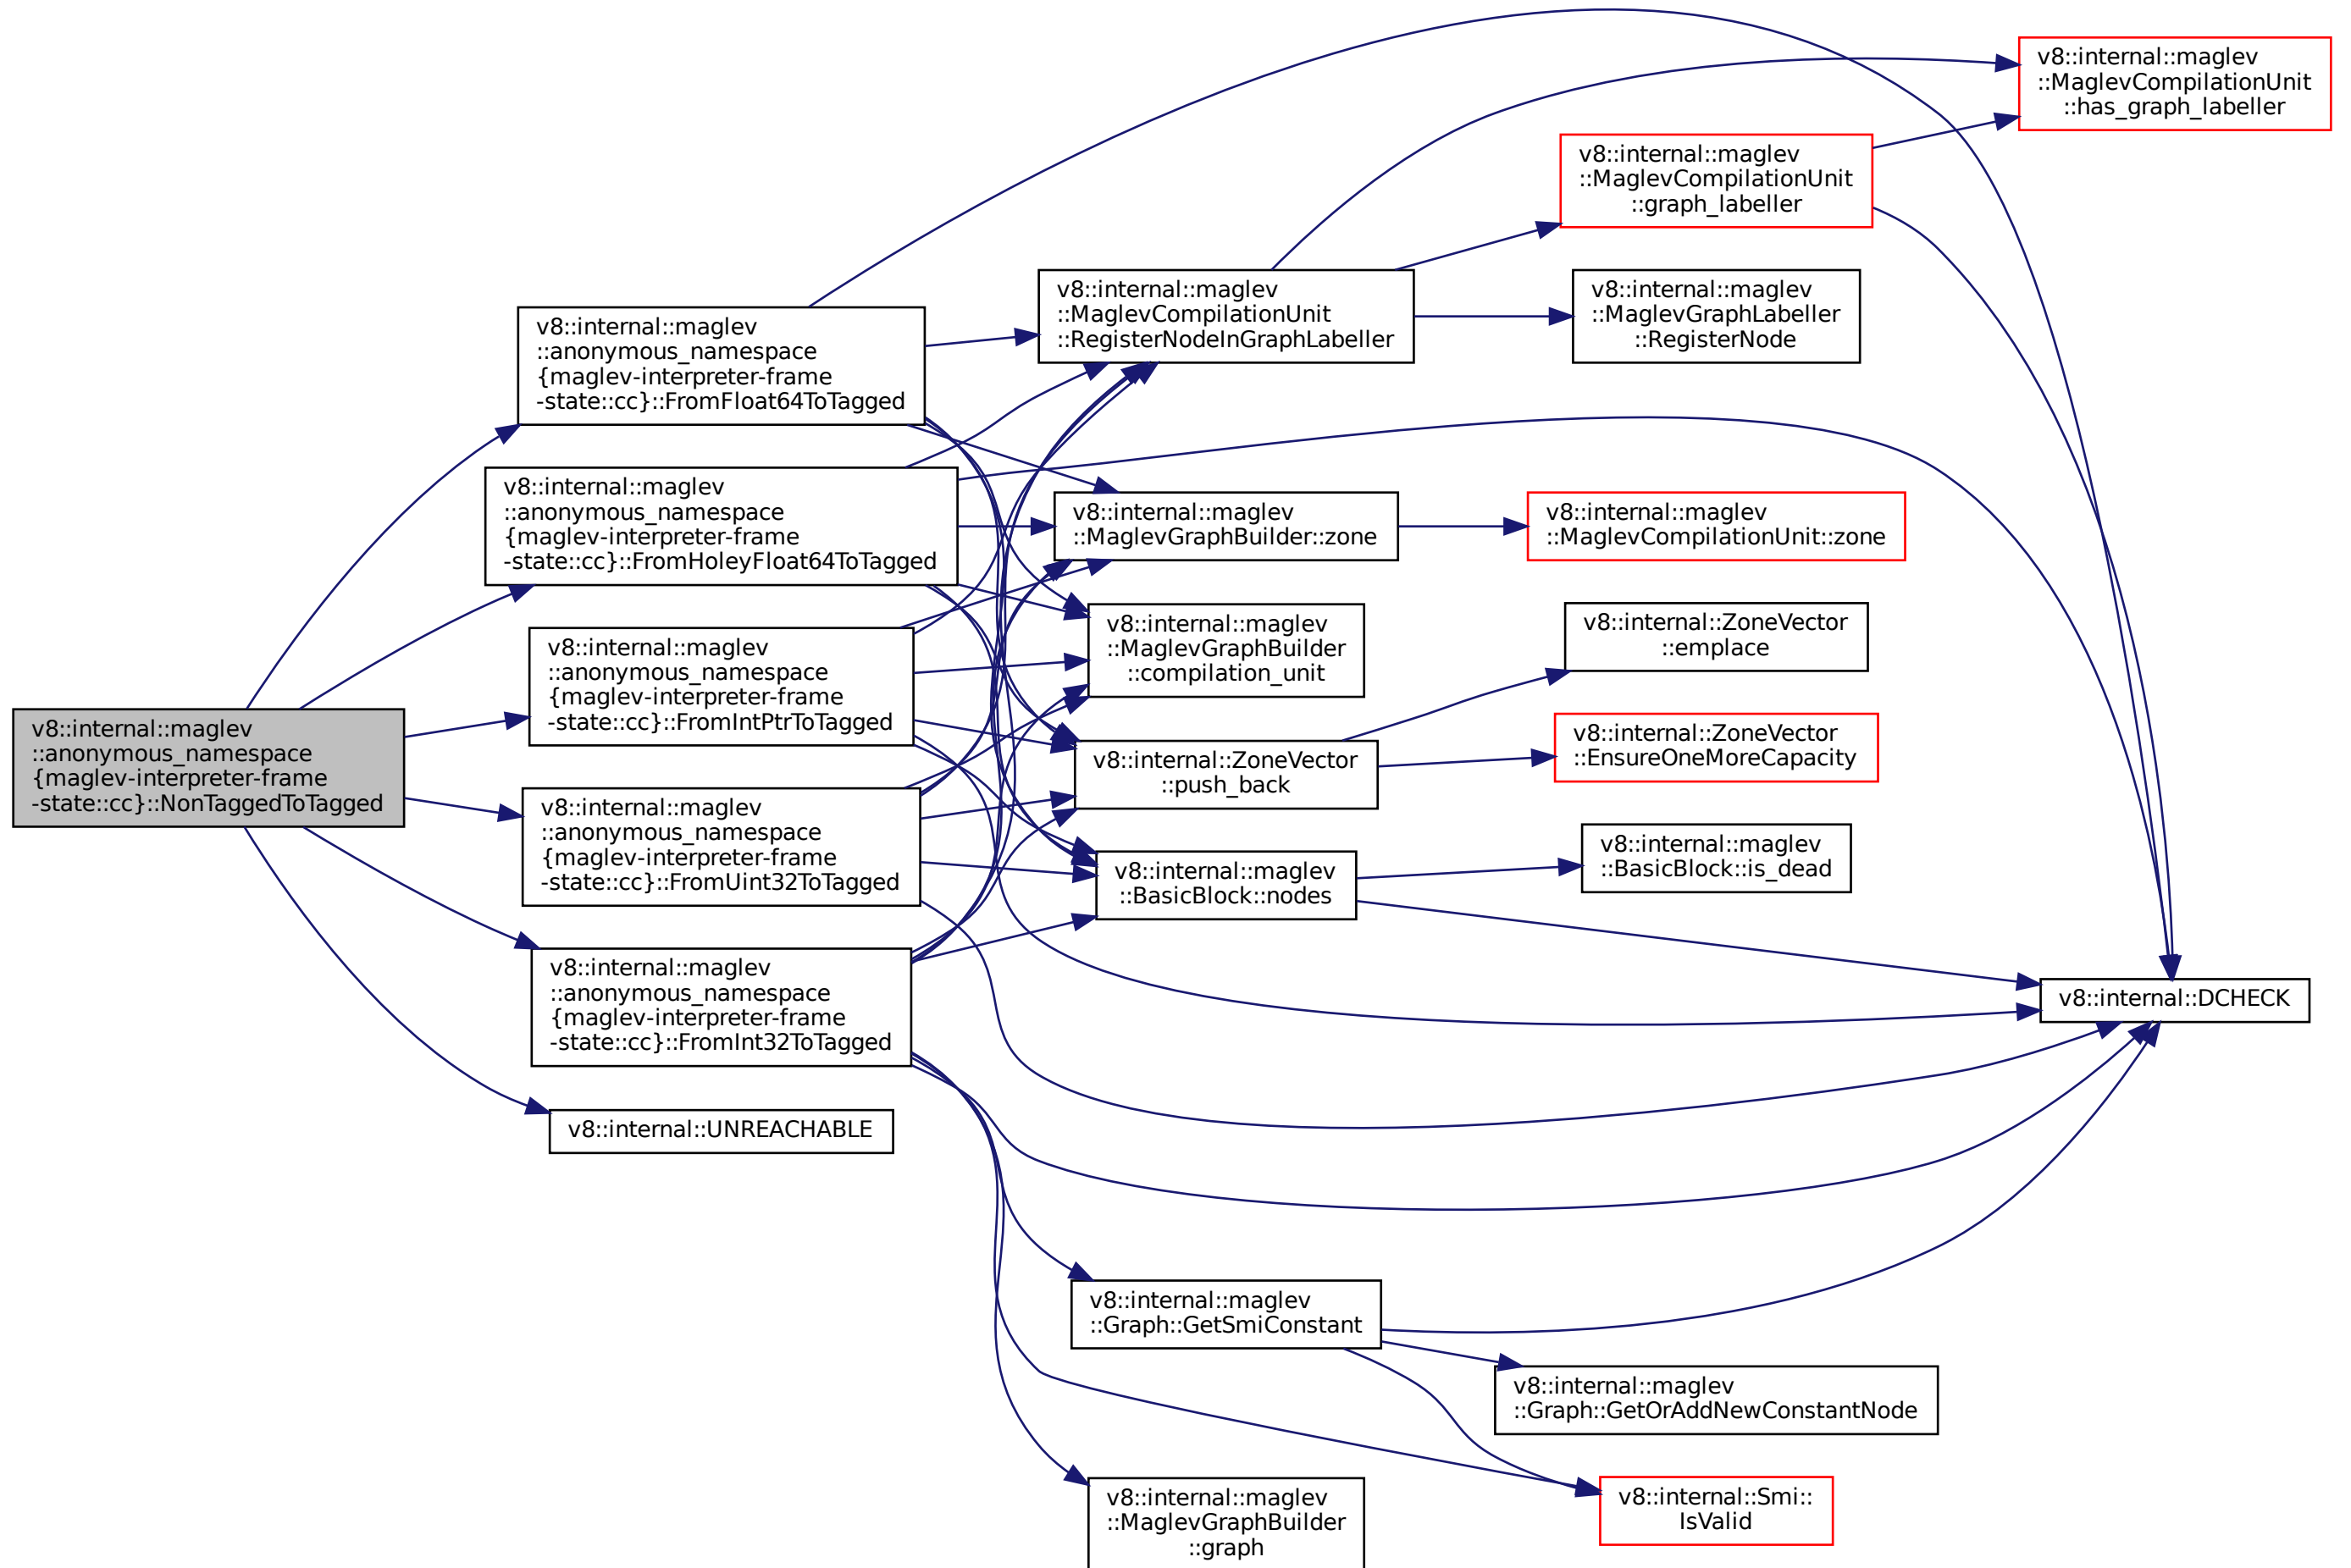 v8::internal::maglev
::MaglevCompilationUnit
::has_graph_labeller
v8::internal::maglev
::MaglevCompilationUnit
::graph_labeller
v8::internal::maglev
::MaglevCompilationUnit
::RegisterNodeInGraphLabeller
v8::internal::maglev
::MaglevGraphLabeller
::RegisterNode
v8::internal::maglev
::anonymous_namespace
{maglev-interpreter-frame
-state::cc}::FromFloat64ToTagged
v8::internal::maglev
::anonymous_namespace
{maglev-interpreter-frame
-state::cc}::FromHoleyFloat64ToTagged
v8::internal::maglev
::MaglevGraphBuilder::zone
v8::internal::maglev
::MaglevCompilationUnit::zone
v8::internal::maglev
::MaglevGraphBuilder
::compilation_unit
v8::internal::ZoneVector
::emplace
v8::internal::maglev
::anonymous_namespace
{maglev-interpreter-frame
-state::cc}::FromIntPtrToTagged
v8::internal::maglev
::anonymous_namespace
{maglev-interpreter-frame
-state::cc}::NonTaggedToTagged
v8::internal::ZoneVector
::push_back
v8::internal::ZoneVector
::EnsureOneMoreCapacity
v8::internal::maglev
::anonymous_namespace
{maglev-interpreter-frame
-state::cc}::FromUint32ToTagged
v8::internal::maglev
::BasicBlock::nodes
v8::internal::maglev
::BasicBlock::is_dead
v8::internal::maglev
::anonymous_namespace
{maglev-interpreter-frame
-state::cc}::FromInt32ToTagged
v8::internal::DCHECK
v8::internal::UNREACHABLE
v8::internal::maglev
::Graph::GetSmiConstant
v8::internal::maglev
::Graph::GetOrAddNewConstantNode
v8::internal::maglev
::MaglevGraphBuilder
::graph
v8::internal::Smi::
IsValid